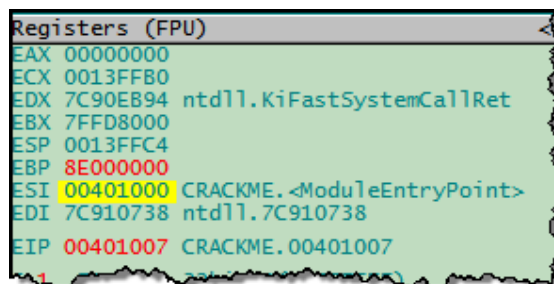 Registers (FPU)
EAX 00000000
ECX 0013FFB0
EDX 7C90EB94 ntdll.KiFastSystemCallRet
EBX 7FFD8000
ESP 0013FFC4
EBP 8E000000
ESI 00401000 CRACKME.<ModuleEntryPoint>
EDI 7C910738 ntdll.7C910738
EIP 00401007 CRACKME.00401007